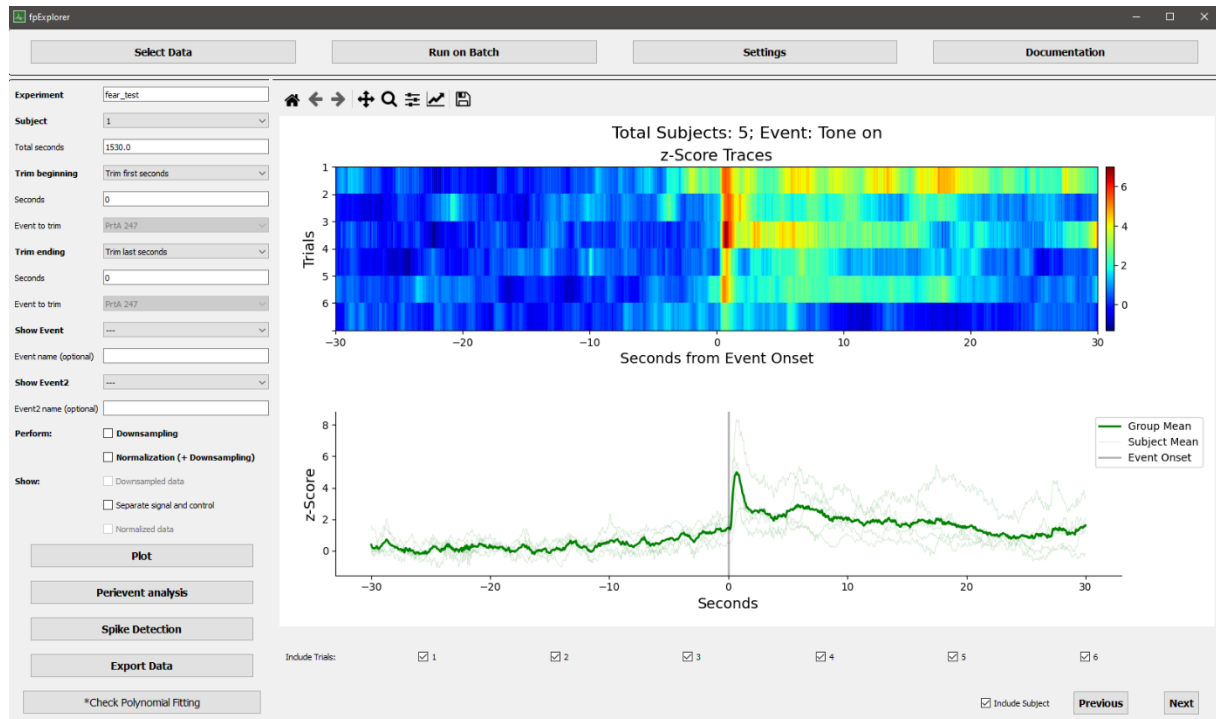 fpExplorer
Select Data
Run on Batch
Settings
Documentation
Experiment fear_test
Subject 1
Total seconds 1530.0
Trim beginning Trim first seconds
Seconds 0
Event to trim PrtA 247
Trim ending Trim last seconds
Seconds 0
Event to trim PrtA 247
Show Event ---
Event name (optional)
Show Event2 ---
Event2 name (optional)
Perform: Downsampling
Normalization (+ Downsampling)
Show: Downsampled data
Separate signal and control
Normalized data
Plot
Perievent analysis
Spike Detection
Export Data
*Check Polynomial Fitting
Total Subjects: 5; Event: Tone on
z-Score Traces
Trials
1
2
3
4
5
6
−30 −20 −10 0 10 20 30
Seconds from Event Onset
6
4
2
0
z-Score
8
6
4
2
0
−30 −20 −10 0 10 20 30
Seconds
Group Mean
Subject Mean
Event Onset
Include Trials: 1 2 3 4 5 6
Include Subject Previous Next